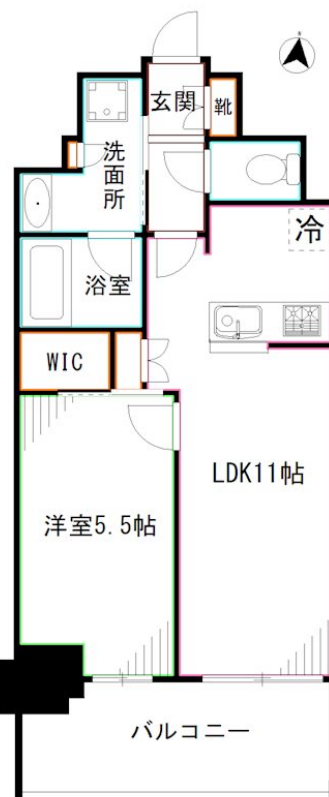 玄関
靴
洗面所
冷
浴室
WIC
LDK11帖
洋室5.5帖
バルコニー